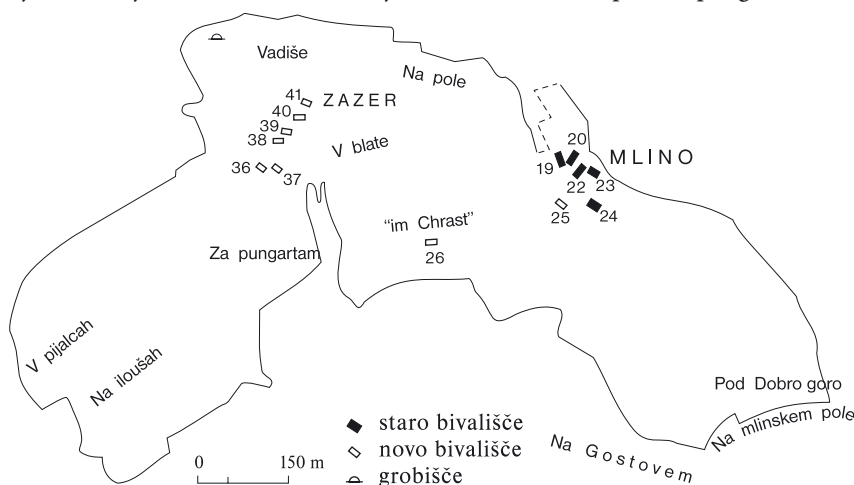 Vadiše
Na pole
41
ZAZER
40
39
38
V blate
20
19
MLINO
36
37
22
23
25
24
"im Chrast"
26
Za pungartam
V pijalcah
Na iloušah
Pod Dobro goro
Na mlinskem pole
staro bivališče
novo bivališče
grobišče
Na Gostovem
0 150 m